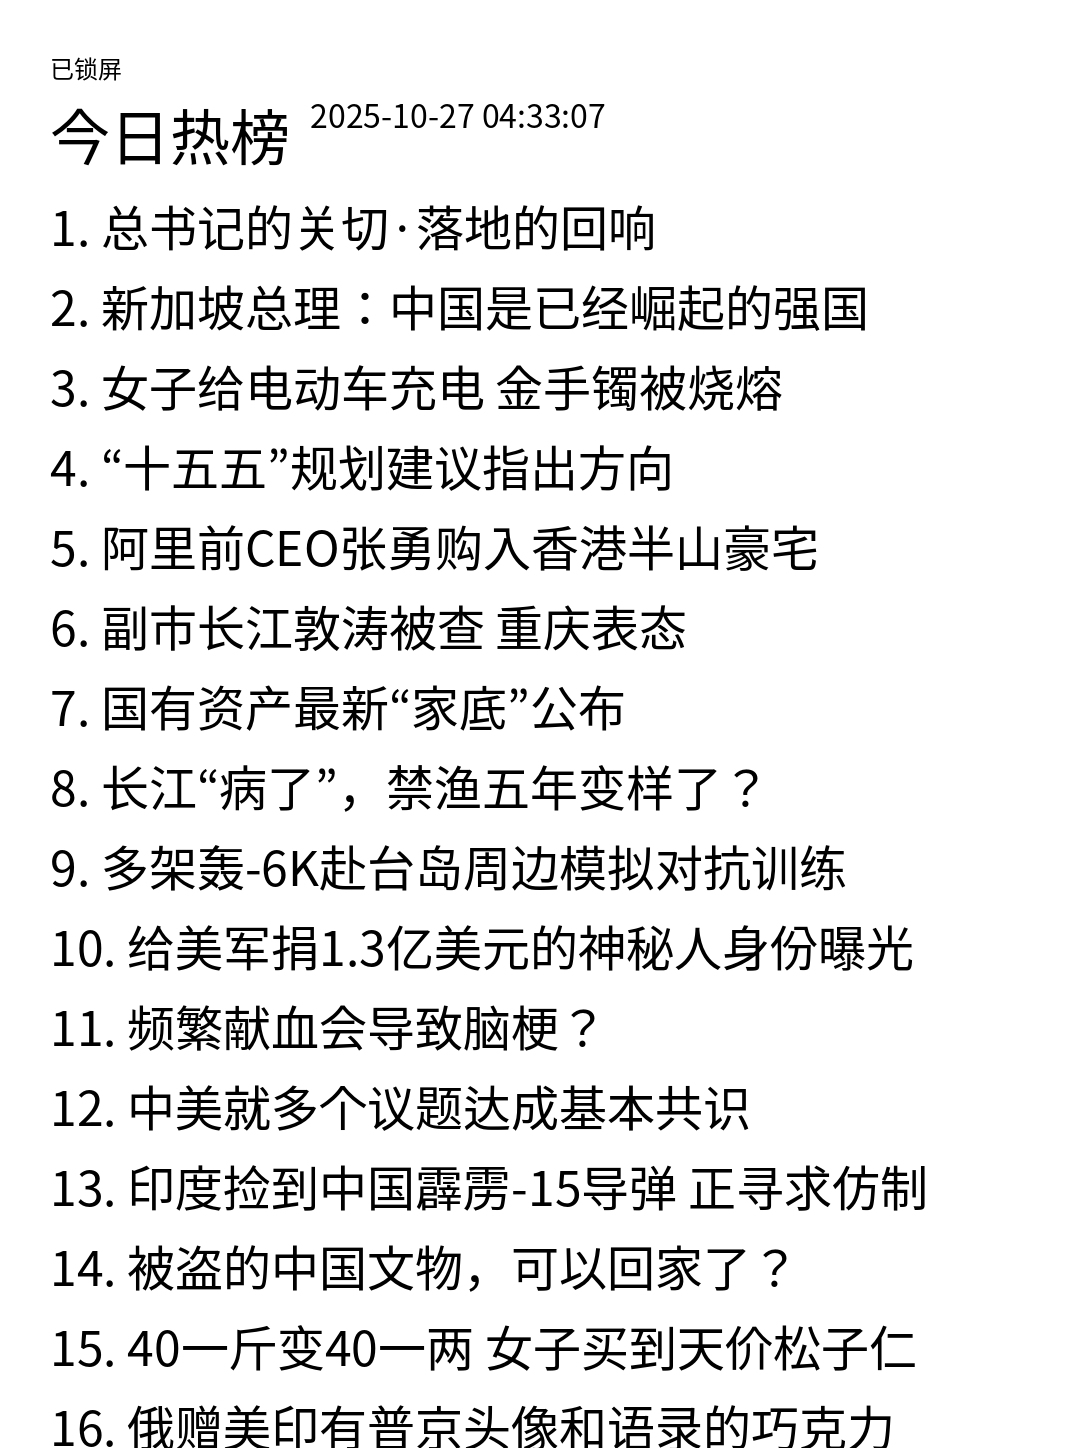 已锁屏
今日热榜 2025-10-27 04:33:07
1. 总书记的关切·落地的回响
2. 新加坡总理：中国是已经崛起的强国
3. 女子给电动车充电 金手镯被烧熔
4. “十五五”规划建议指出方向
5. 阿里前CEO张勇购入香港半山豪宅
6. 副市长江敦涛被查 重庆表态
7. 国有资产最新“家底”公布
8. 长江“病了”，禁渔五年变样了？
9. 多架轰-6K赴台岛周边模拟对抗训练
10. 给美军捐1.3亿美元的神秘人身份曝光
11. 频繁献血会导致脑梗？
12. 中美就多个议题达成基本共识
13. 印度捡到中国霹雳-15导弹 正寻求仿制
14. 被盗的中国文物，可以回家了？
15. 40一斤变40一两 女子买到天价松子仁
16. 俄赠美印有普京头像和语录的巧克力